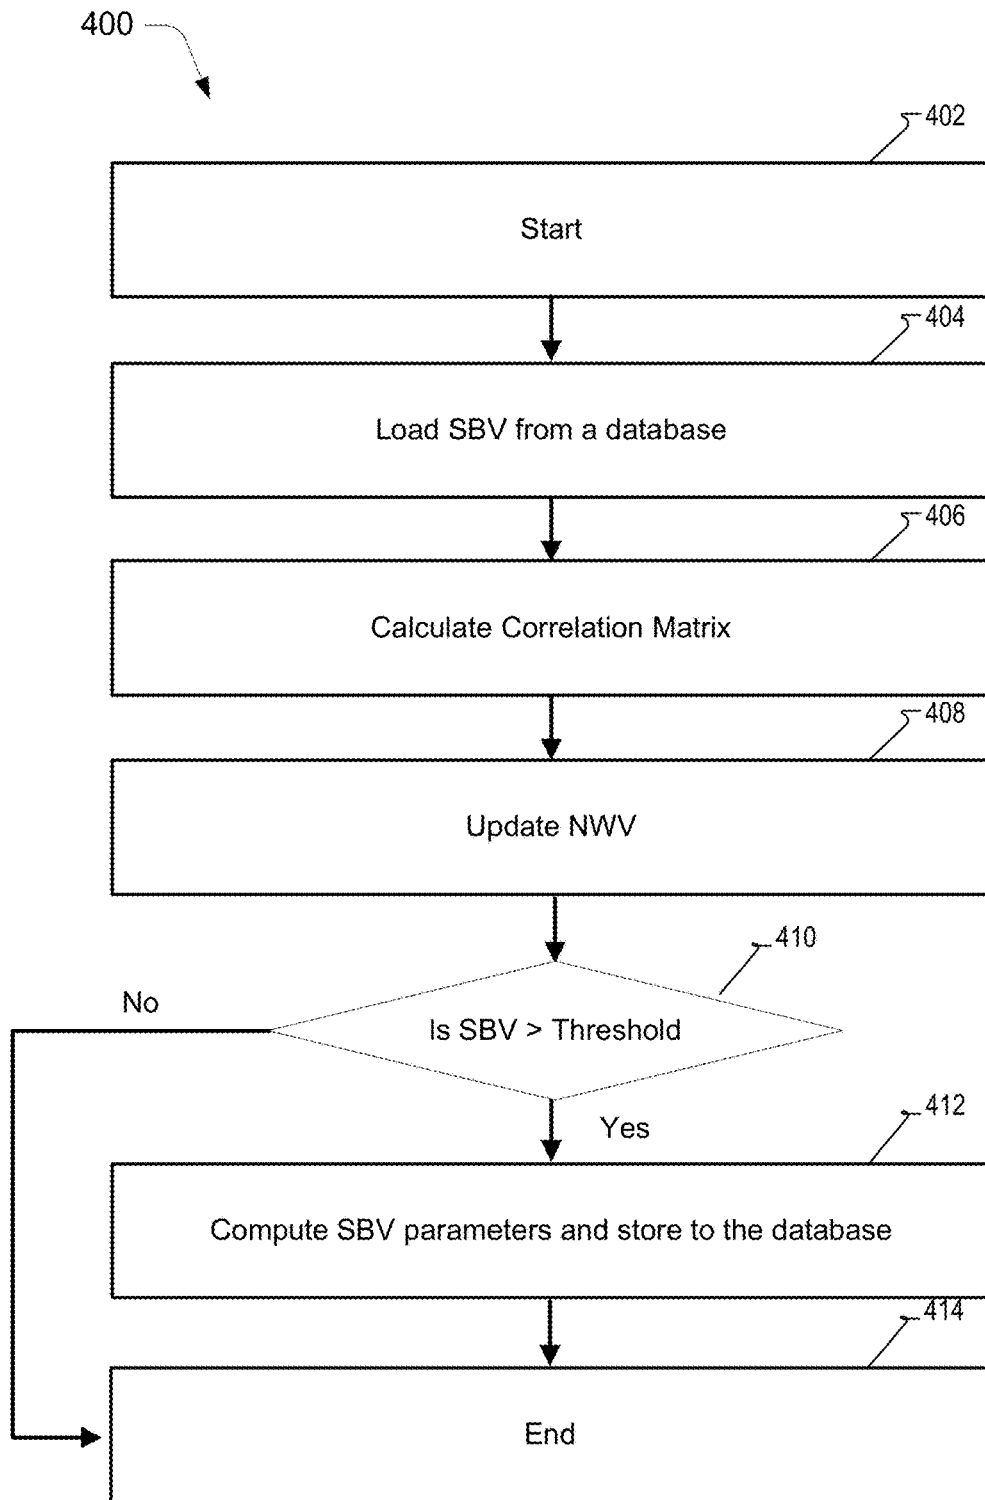 400
402
Start
404
Load SBV from a database
406
Calculate Correlation Matrix
408
Update NWV
410
No
Is SBV > Threshold
Yes
412
Compute SBV parameters and store to the database
414
End